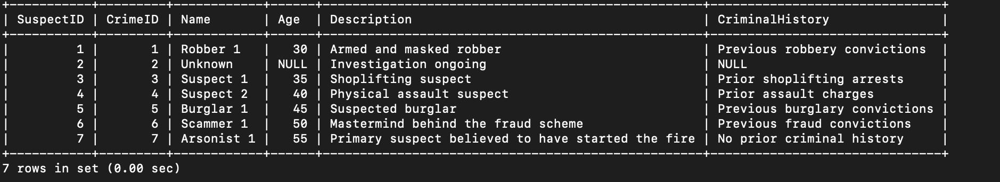 +-----------+---------+------------+------+---------------------------------------------------+-------------------------------+
| SuspectID | CrimeID | Name       | Age  | Description                                       | CriminalHistory               |
+-----------+---------+------------+------+---------------------------------------------------+-------------------------------+
|         1 |       1 | Robber 1   |   30 | Armed and masked robber                           | Previous robbery convictions  |
|         2 |       2 | Unknown    | NULL | Investigation ongoing                             | NULL                          |
|         3 |       3 | Suspect 1  |   35 | Shoplifting suspect                               | Prior shoplifting arrests     |
|         4 |       4 | Suspect 2  |   40 | Physical assault suspect                          | Prior assault charges         |
|         5 |       5 | Burglar 1  |   45 | Suspected burglar                                 | Previous burglary convictions |
|         6 |       6 | Scammer 1  |   50 | Mastermind behind the fraud scheme                | Previous fraud convictions    |
|         7 |       7 | Arsonist 1 |   55 | Primary suspect believed to have started the fire | No prior criminal history     |
+-----------+---------+------------+------+---------------------------------------------------+-------------------------------+
7 rows in set (0.00 sec)